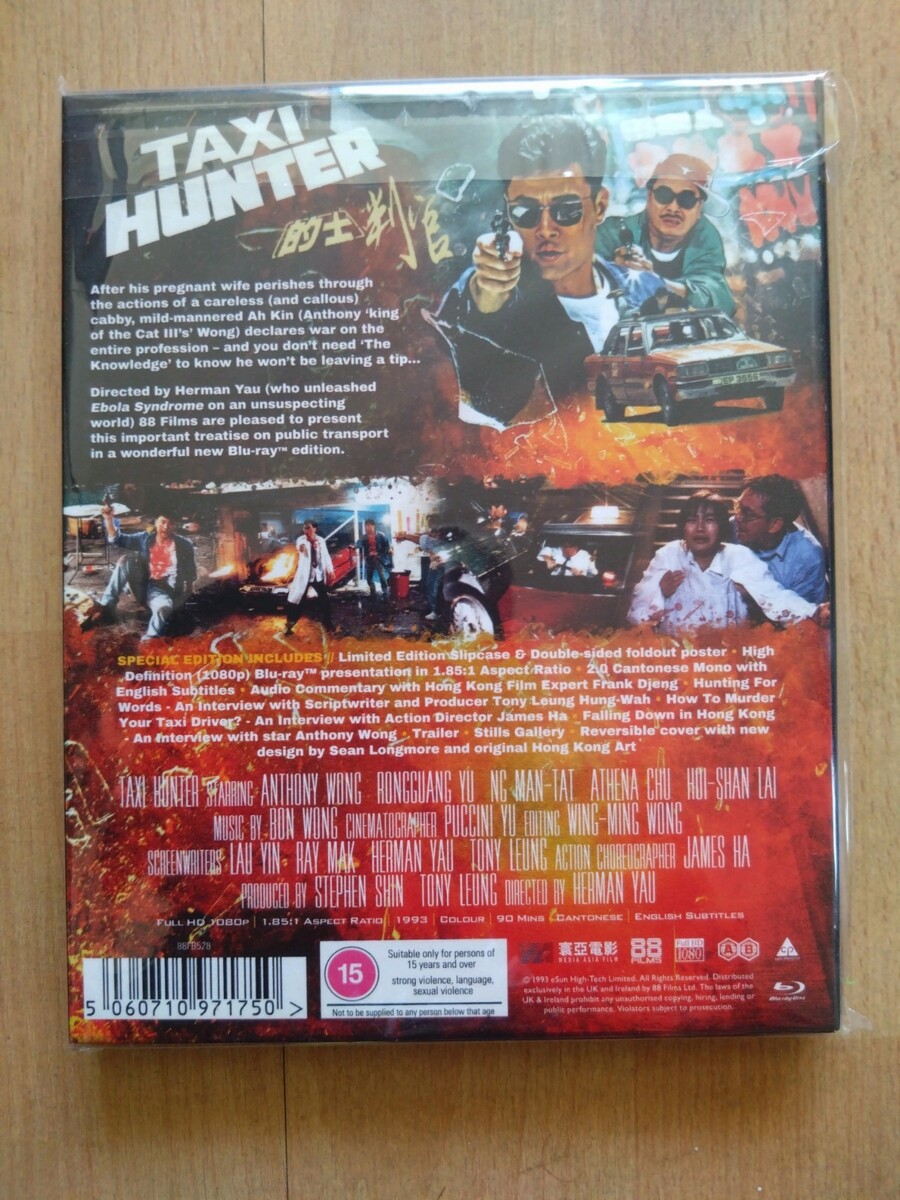 TAXI
HUNTER
的士判官
After his pregnant wife perishes through
the actions of a careless (and callous)
cabby, mild-mannered Ah Kin (Anthony ‘king
of the Cat III’s’ Wong) declares war on the
entire profession – and you don’t need ‘The
Knowledge’ to know he won’t be leaving a tip...
Directed by Herman Yau (who unleashed
Ebola Syndrome on an unsuspecting
world) 88 Films are pleased to present
this important treatise on public transport
in a wonderful new Blu-ray™ edition.
SPECIAL EDITION INCLUDES // Limited Edition Slipcase & Double-sided foldout poster • High
Definition (1080p) Blu-ray™ presentation in 1.85:1 Aspect Ratio • 2.0 Cantonese Mono with
English Subtitles • Audio Commentary with Hong Kong Film Expert Frank Djeng • Hunting For
Words - An Interview with Scriptwriter and Producer Tony Leung Hung-Wah • How To Murder
Your Taxi Driver? - An Interview with Action Director James Ha • Falling Down in Hong Kong
- An Interview with star Anthony Wong • Trailer • Stills Gallery • Reversible cover with new
design by Sean Longmore and original Hong Kong Art
TAXI HUNTER STARRING ANTHONY WONG RONGGUANG YU NG MAN-TAT ATHENA CHU HOI-SHAN LAI
MUSIC BY BON WONG CINEMATOGRAPHER PUCCINI YU EDITING WING-MING WONG
SCREENWRITERS LAU YIN RAY MAK HERMAN YAU TONY LEUNG ACTION CHOREOGRAPHER JAMES HA
PRODUCED BY STEPHEN SHIN TONY LEUNG DIRECTED BY HERMAN YAU
FULL HD 1080P | 1.85:1 ASPECT RATIO | 1993 | COLOUR | 90 MINS | CANTONESE | ENGLISH SUBTITLES
88FB528
5 060710 971750 >
15
Suitable only for persons of
15 years and over
strong violence, language,
sexual violence
Not to be supplied to any person below that age
寰亞電影
MEDIA ASIA FILM
88
FILMS
Full HD
1080
A B
© 1993 eSun High-Tech Limited. All Rights Reserved. Distributed
exclusively in the UK and Ireland by 88 Films Ltd. The laws of the
UK & Ireland prohibit any unauthorised copying, hiring, lending or
public performance. Violators subject to prosecution.
Blu-ray Disc